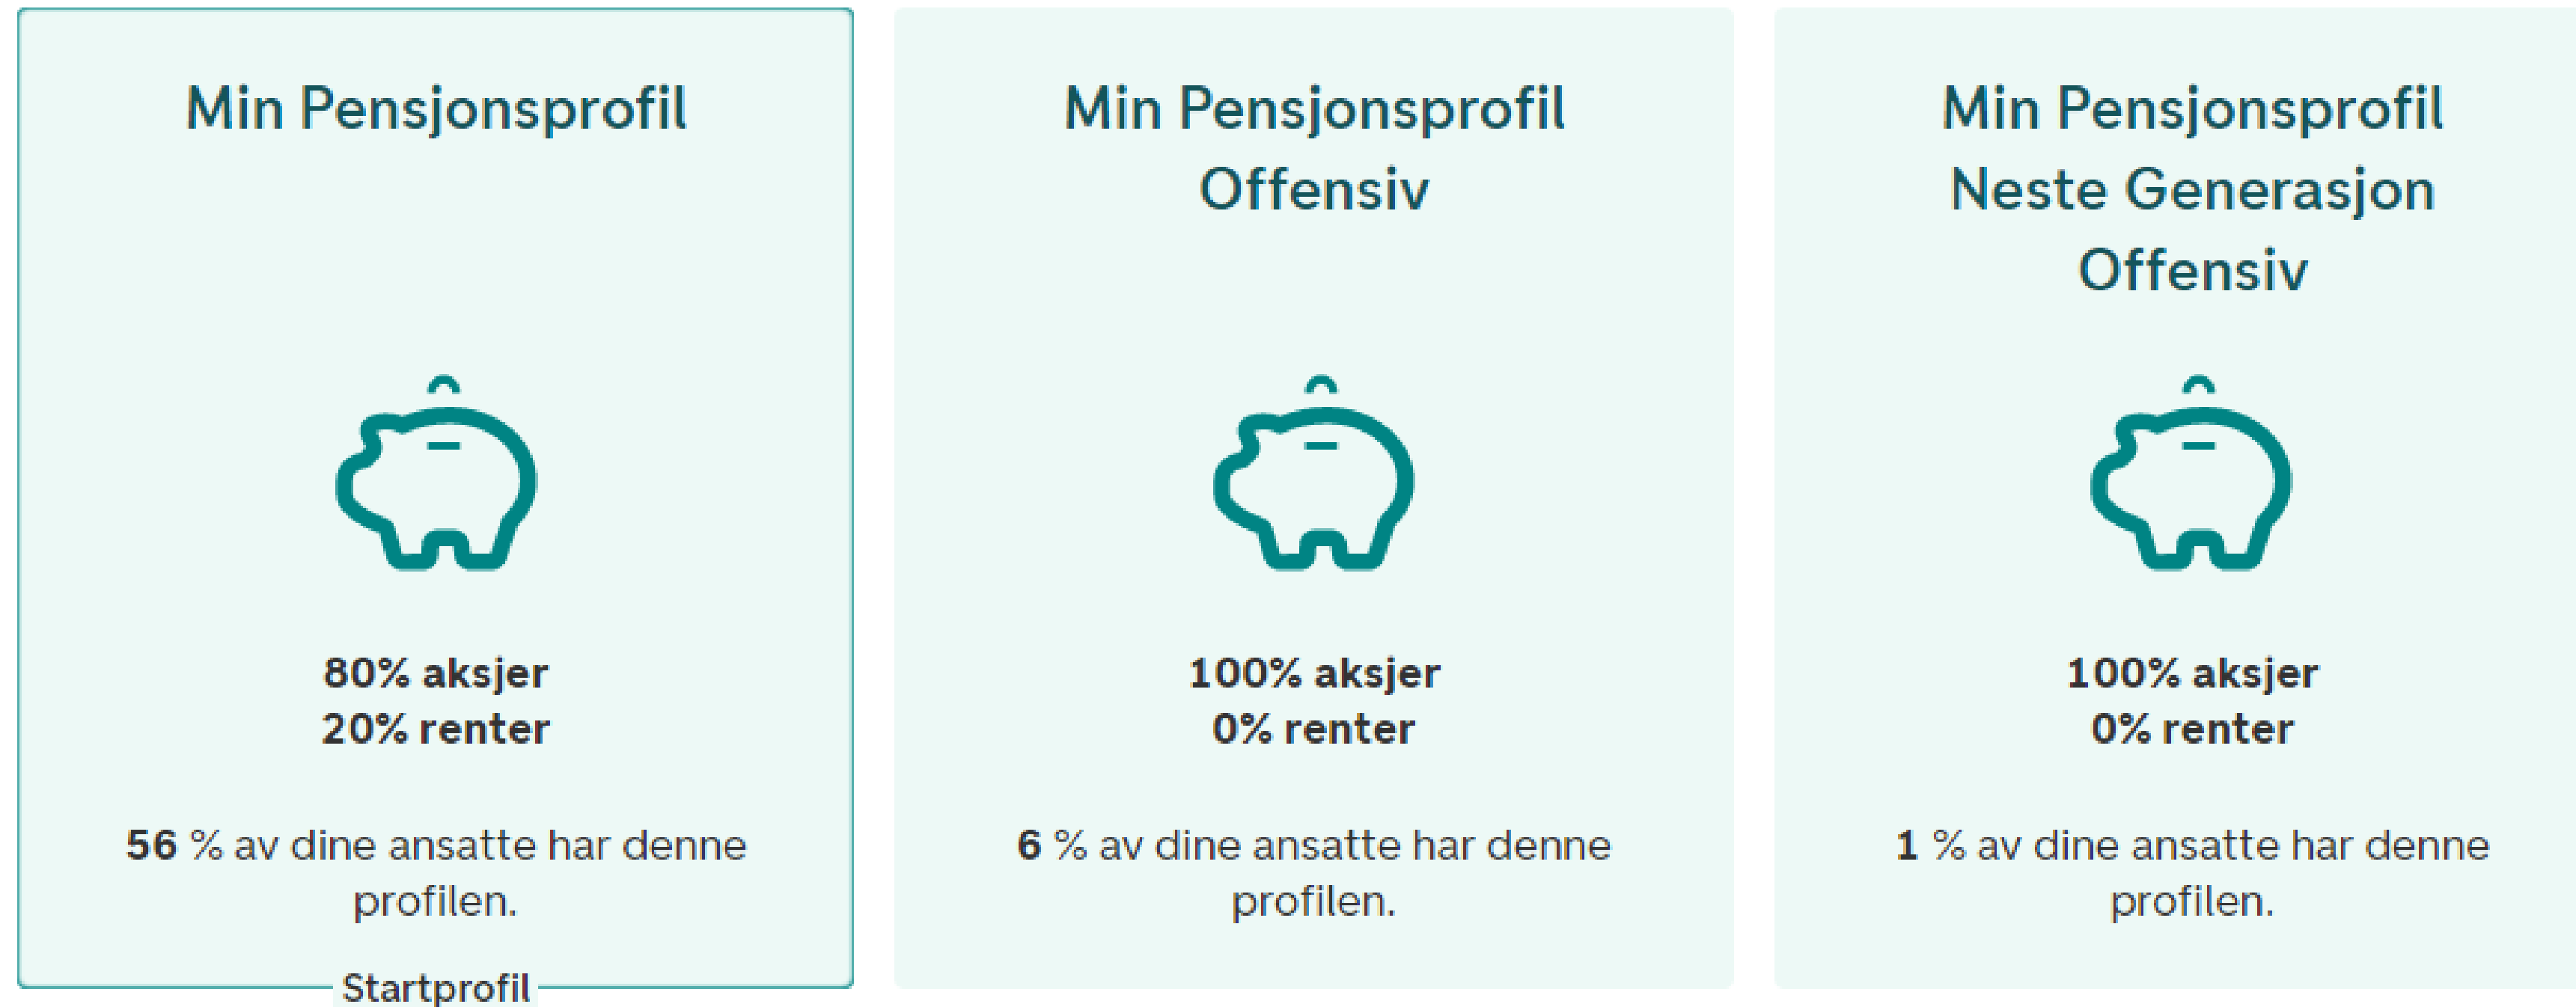 Min Pensjonsprofil
80% aksjer
20% renter
56 % av dine ansatte har denne
profilen.
Startprofil
Min Pensjonsprofil
Offensiv
100% aksjer
0% renter
6 % av dine ansatte har denne
profilen.
Min Pensjonsprofil
Neste Generasjon
Offensiv
100% aksjer
0% renter
1 % av dine ansatte har denne
profilen.